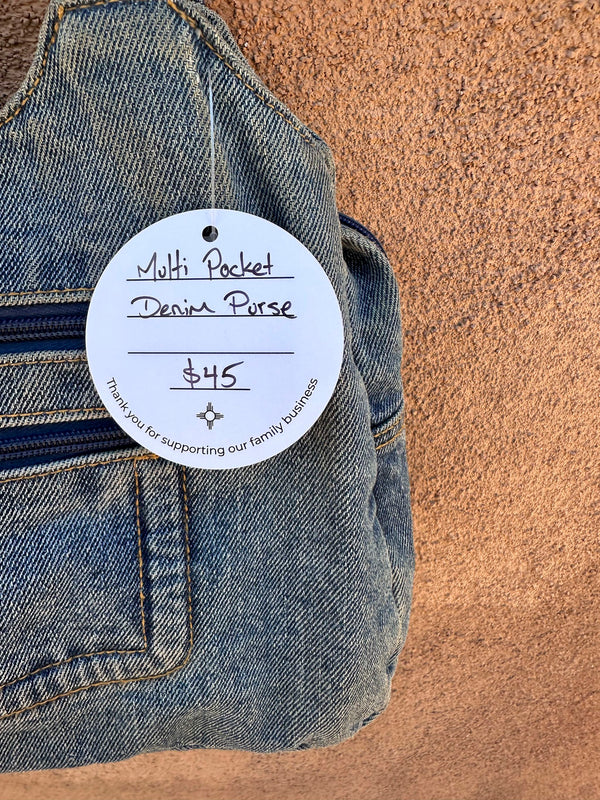 Multi Pocket
Denim Purse
$45
Thank you for supporting our family business